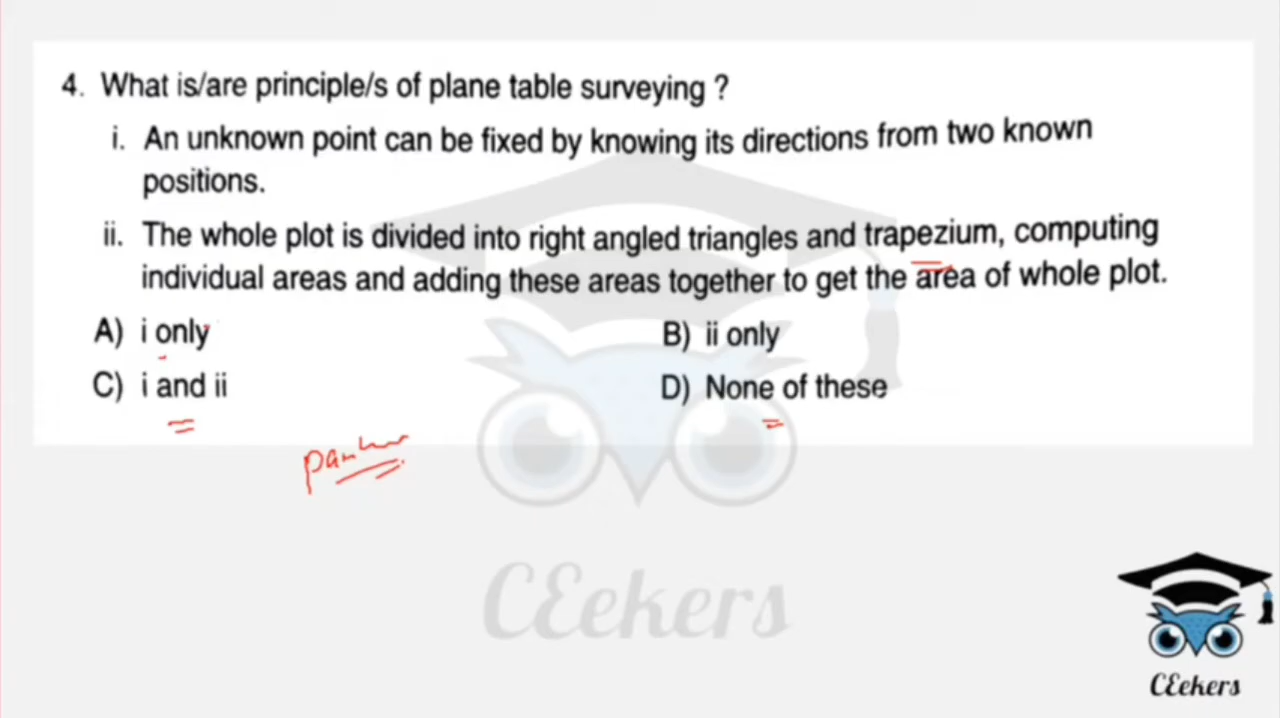 4. What is/are principle/s of plane table surveying ?
i. An unknown point can be fixed by knowing its directions from two known
positions.
ii. The whole plot is divided into right angled triangles and trapezium, computing
individual areas and adding these areas together to get the area of whole plot.
A) i only
B) ii only
C) i and ii
D) None of these
CEekers
CEekers